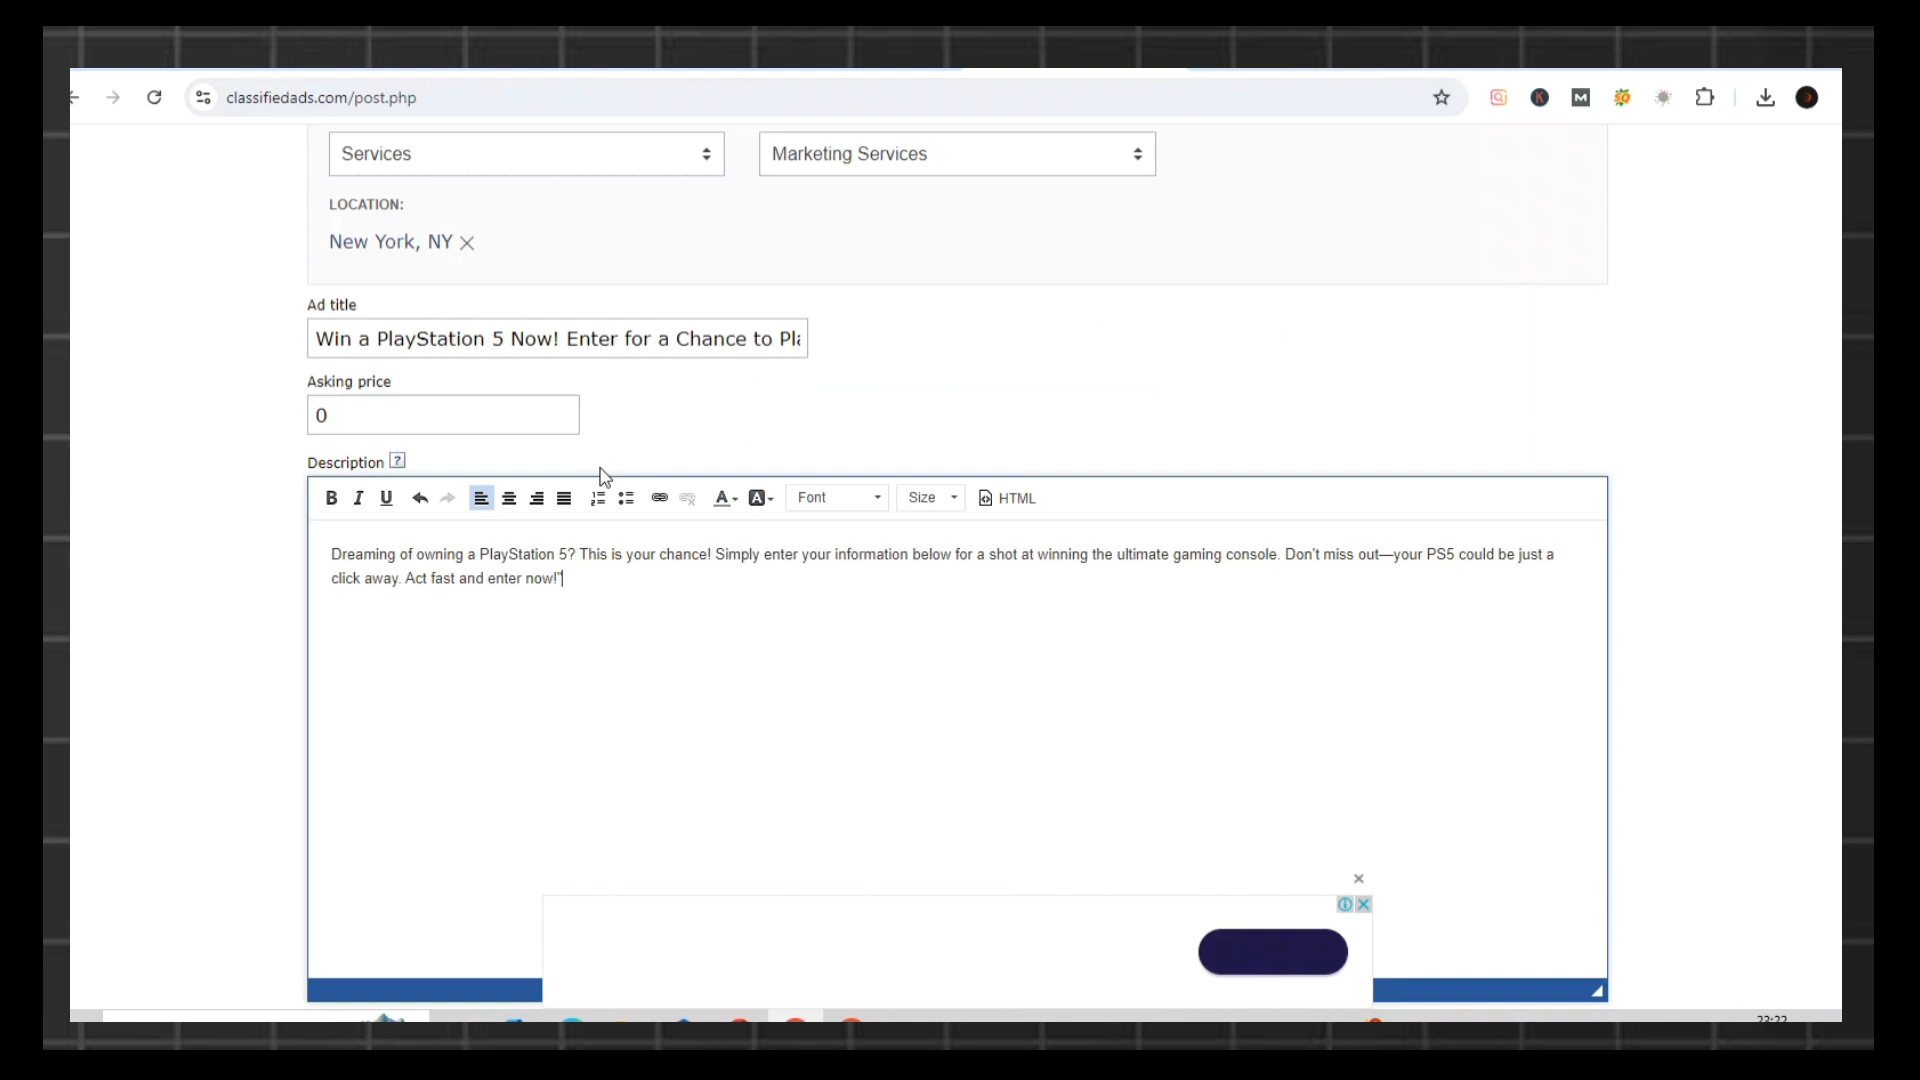 classifiedads.com/post.php
Services
Marketing Services
LOCATION:
New York, NY
Ad title
Win a PlayStation 5 Now! Enter for a Chance to Pl
Asking price
0
Description ?
B I U A A Font Size HTML
Dreaming of owning a PlayStation 5? This is your chance! Simply enter your information below for a shot at winning the ultimate gaming console. Don't miss out—your PS5 could be just a
click away. Act fast and enter now!"